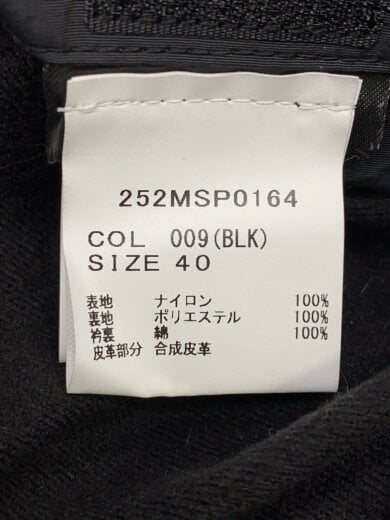 252MSP0164
COL 009(BLK)
SIZE 40
表地 ナイロン 100%
裏地 ポリエステル 100%
衿裏 綿 100%
皮革部分 合成皮革